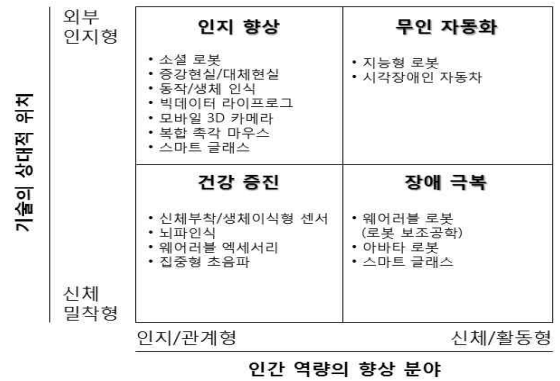 외부
인지형
기술의 상대적 위치
신체
밀착형
인지 향상
• 소셜 로봇
• 증강현실/대체현실
• 동작/생체 인식
• 빅데이터 라이프로그
• 모바일 3D 카메라
• 복합 촉각 마우스
• 스마트 글래스
무인 자동화
• 지능형 로봇
• 시각장애인 자동차
건강 증진
• 신체부착/생체이식형 센서
• 뇌파인식
• 웨어러블 엑세서리
• 집중형 초음파
장애 극복
• 웨어러블 로봇
(로봇 보조공학)
• 아바타 로봇
• 스마트 글래스
인지/관계형
신체/활동형
인간 역량의 향상 분야